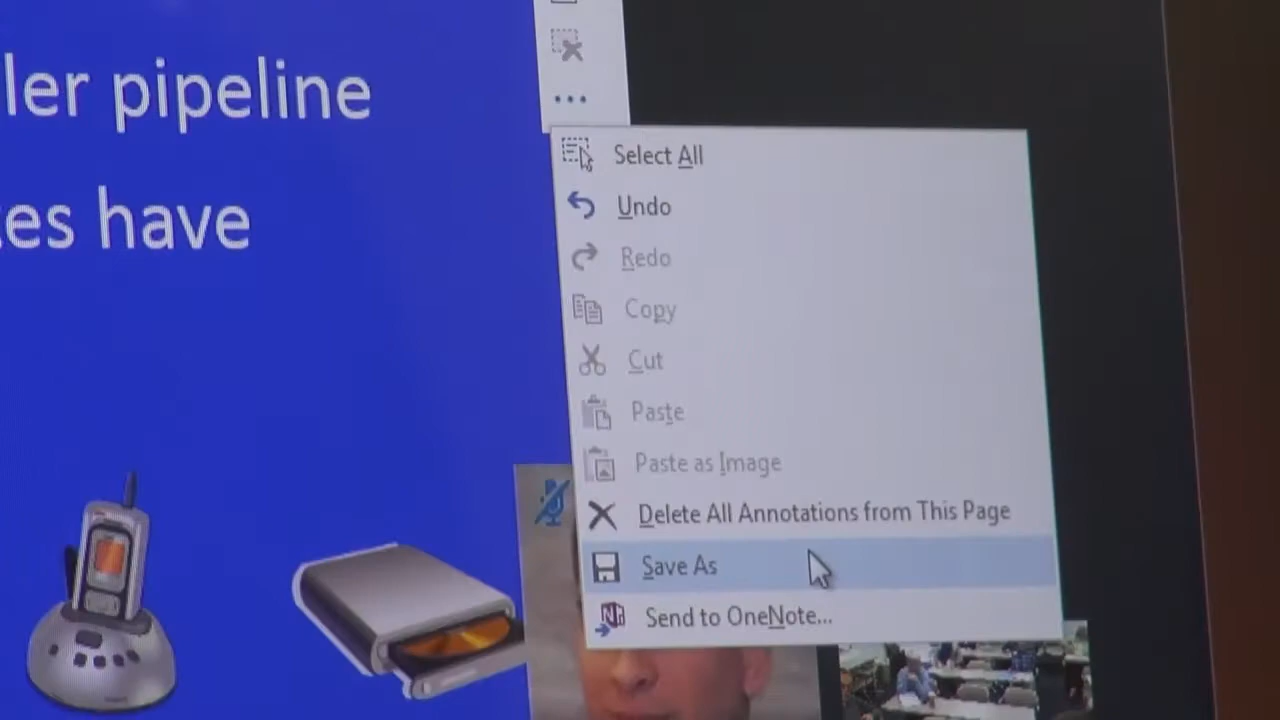 ler pipeline
es have
Select All
Undo
Redo
Copy
Cut
Paste
Paste as Image
Delete All Annotations from This Page
Save As
Send to OneNote...